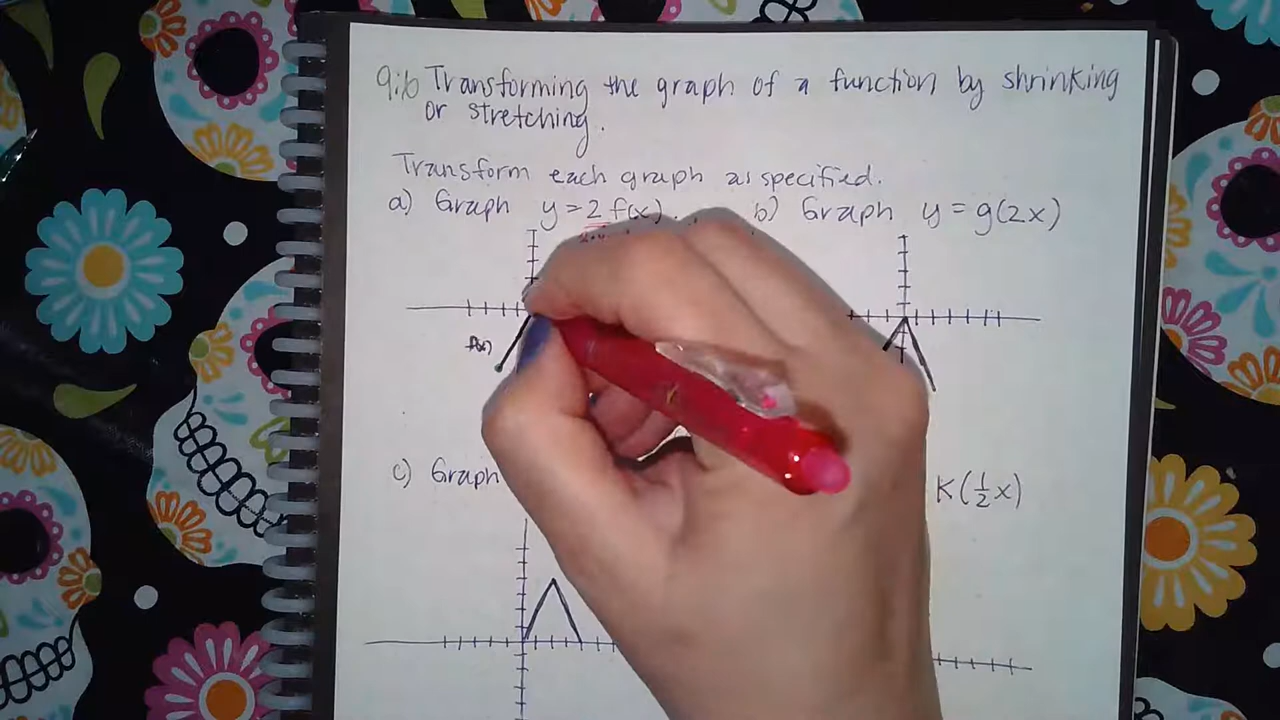 9.6 Transforming the graph of a function by shrinking
or stretching.
Transform each graph as specified.
a) Graph y = 2 f(x).
b) Graph y = g(2x)
f(x)
c) Graph
K(½x)